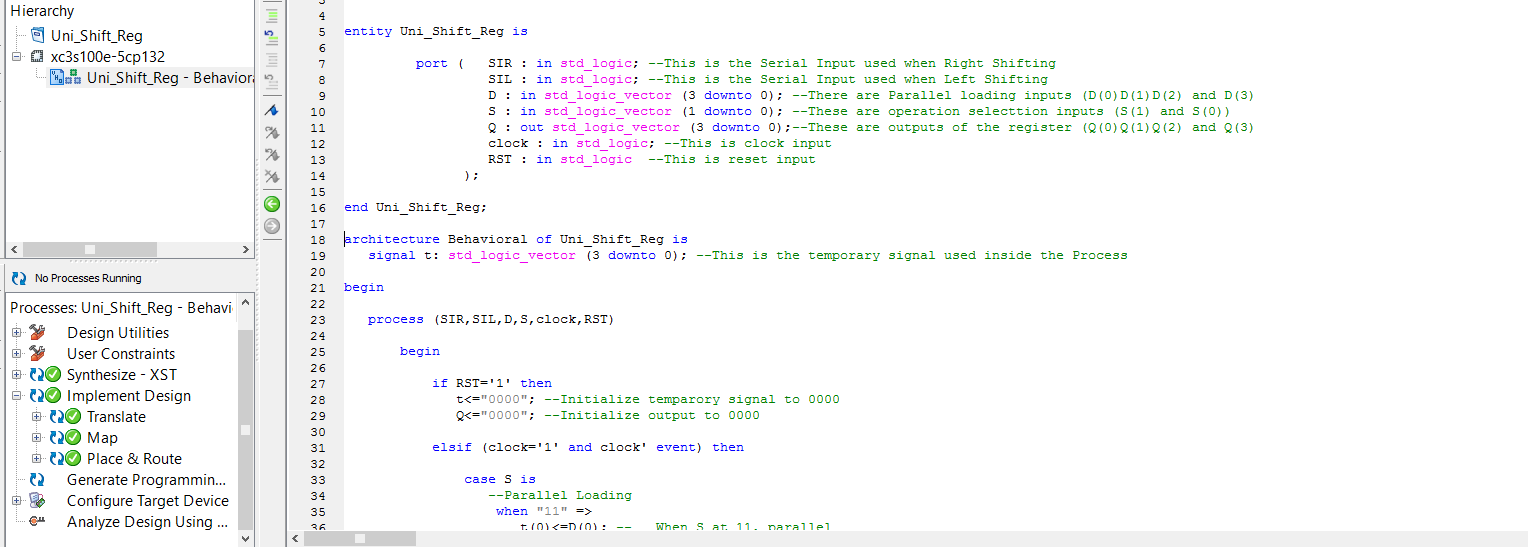 Hierarchy
Uni_Shift_Reg
xc3s100e-5cp132
Uni_Shift_Reg - Behaviora
No Processes Running
Processes: Uni_Shift_Reg - Behavi
Design Utilities
User Constraints
Synthesize - XST
Implement Design
Translate
Map
Place & Route
Generate Programmin...
Configure Target Device
Analyze Design Using ...
3
4
5 entity Uni_Shift_Reg is
6
7 port ( SIR : in std_logic; --This is the Serial Input used when Right Shifting
8 SIL : in std_logic; --This is the Serial Input used when Left Shifting
9 D : in std_logic_vector (3 downto 0); --There are Parallel loading inputs (D(0)D(1)D(2) and D(3)
10 S : in std_logic_vector (1 downto 0); --These are operation selecttion inputs (S(1) and S(0))
11 Q : out std_logic_vector (3 downto 0);--These are outputs of the register (Q(0)Q(1)Q(2) and Q(3)
12 clock : in std_logic; --This is clock input
13 RST : in std_logic --This is reset input
14 );
15
16 end Uni_Shift_Reg;
17
18 architecture Behavioral of Uni_Shift_Reg is
19 signal t: std_logic_vector (3 downto 0); --This is the temporary signal used inside the Process
20
21 begin
22
23 process (SIR,SIL,D,S,clock,RST)
24
25 begin
26
27 if RST='1' then
28 t<="0000"; --Initialize temparory signal to 0000
29 Q<="0000"; --Initialize output to 0000
30
31 elsif (clock='1' and clock' event) then
32
33 case S is
34 --Parallel Loading
35 when "11" =>
36 t(0)<=D(0); -- When S at 11, parallel